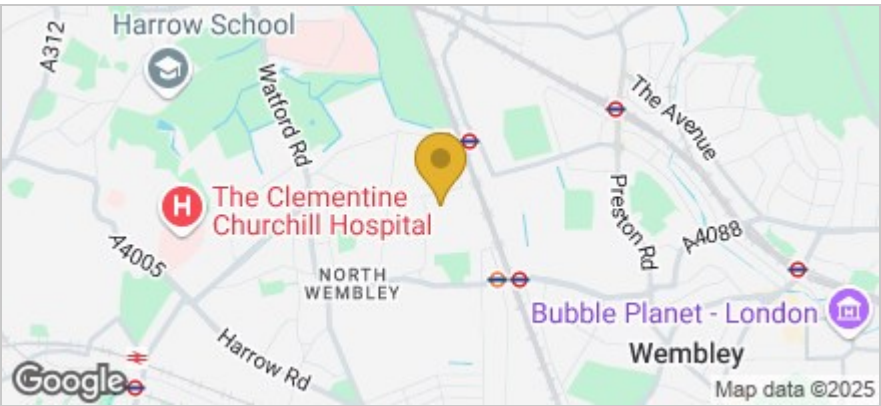 Harrow School
A312
Watford Rd
The Avenue
H
The Clementine
Churchill Hospital
Preston Rd
A4088
A4005
NORTH
WEMBLEY
Bubble Planet - London
Harrow Rd
Wembley
Google
Map data ©2025